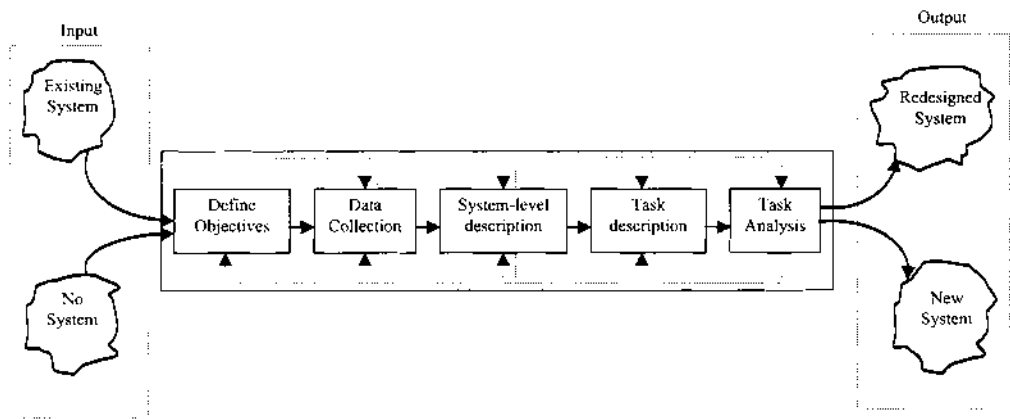 Input
Output
Existing
System
Redesigned
System
Define
Objectives
Data
Collection
System-level
description
Task
description
Task
Analysis
No
System
New
System